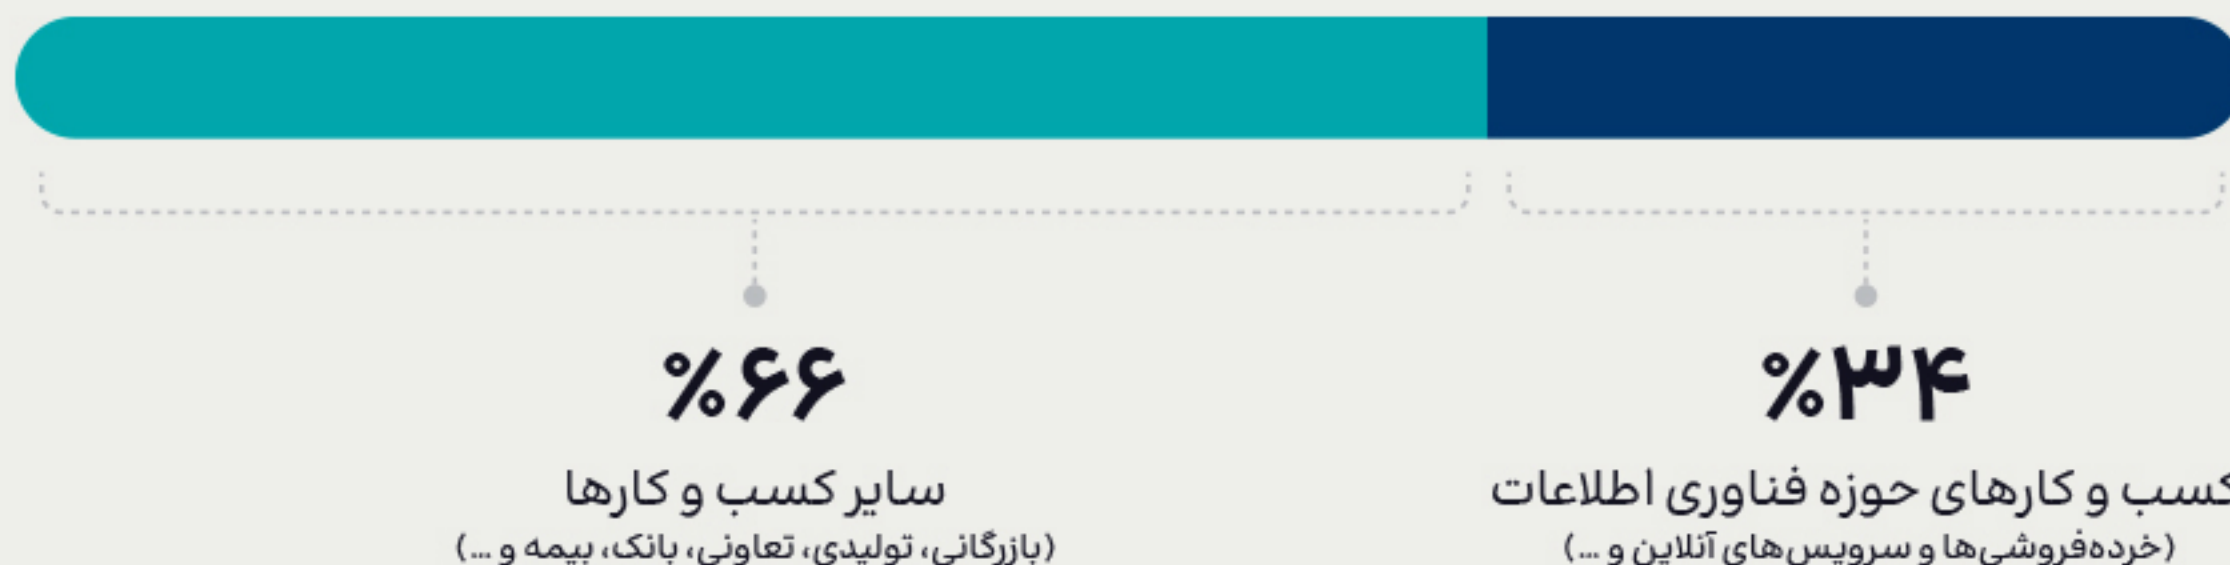 %۳۴
کسب و کارهای حوزه فناوری اطلاعات
(خرده‌فروشی‌ها و سرویس‌های آنلاین و ...)
%۶۶
سایر کسب و کارها
(بازرگانی، تولیدی، تعاونی، بانک، بیمه و ...)